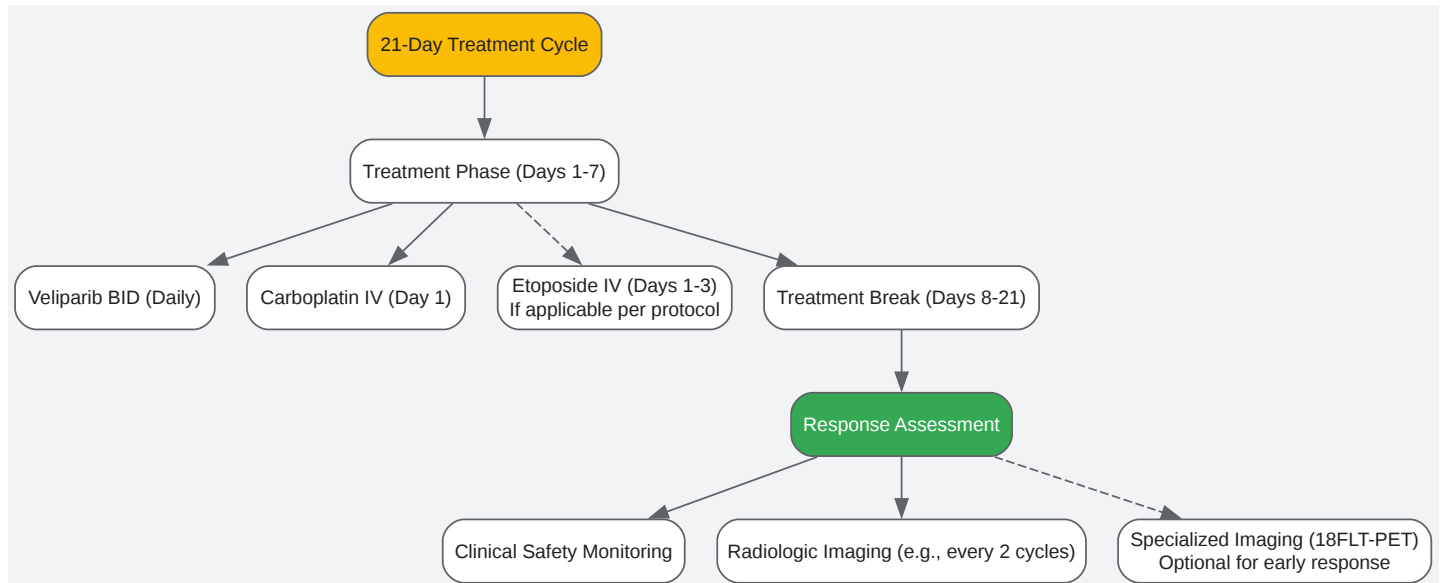 21-Day Treatment Cycle
Treatment Phase (Days 1-7)
Veliparib BID (Daily)
Carboplatin IV (Day 1)
Etoposide IV (Days 1-3)
If applicable per protocol
Treatment Break (Days 8-21)
Response Assessment
Clinical Safety Monitoring
Radiologic Imaging (e.g., every 2 cycles)
Specialized Imaging (18FLT-PET)
Optional for early response